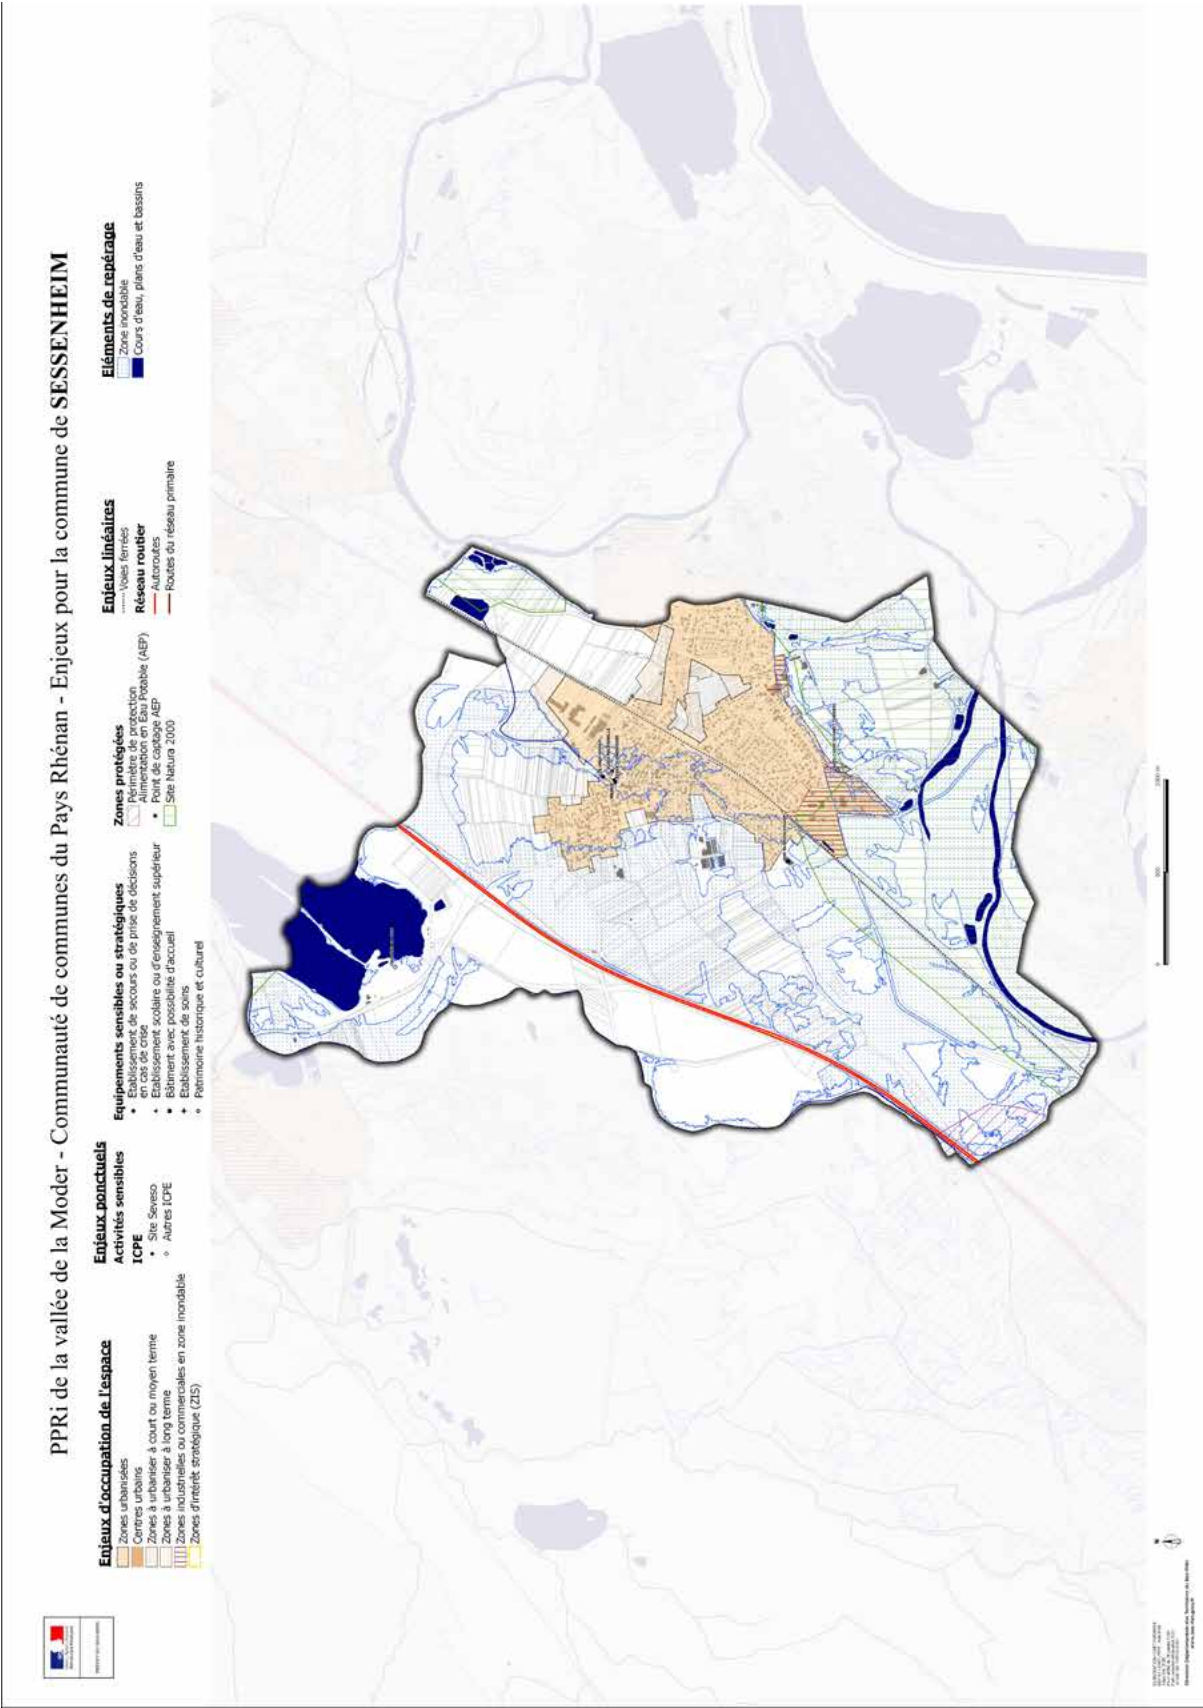 PPRi de la vallée de la Moder - Communauté de communes du Pays Rhénan - Enjeux pour la commune de SESSENHEIM
Enjeux d'occupation de l'espace
Zones urbanisées
Centres urbains
Zones à urbaniser à court ou moyen terme
Zones à urbaniser à long terme
Zones industrielles ou commerciales en zone inondable
Zones d'intérêt stratégique (ZIS)
Enjeux ponctuels
Activités sensibles
ICPE
Site Seveso
Autres ICPE
Equipements sensibles ou stratégiques
Etablissement de secours ou de prise de décisions
en cas de crise
Etablissement scolaire ou d'enseignement supérieur
Bâtiment avec possibilité d'accueil
Etablissement de soins
Patrimoine historique et culturel
Zones protégées
Périmètre de protection
Alimentation en Eau Potable (AEP)
Point de captage AEP
Site Natura 2000
Enjeux linéaires
Voies ferrées
Réseau routier
Autoroutes
Routes du réseau primaire
Eléments de repérage
Zone inondable
Cours d'eau, plans d'eau et bassins